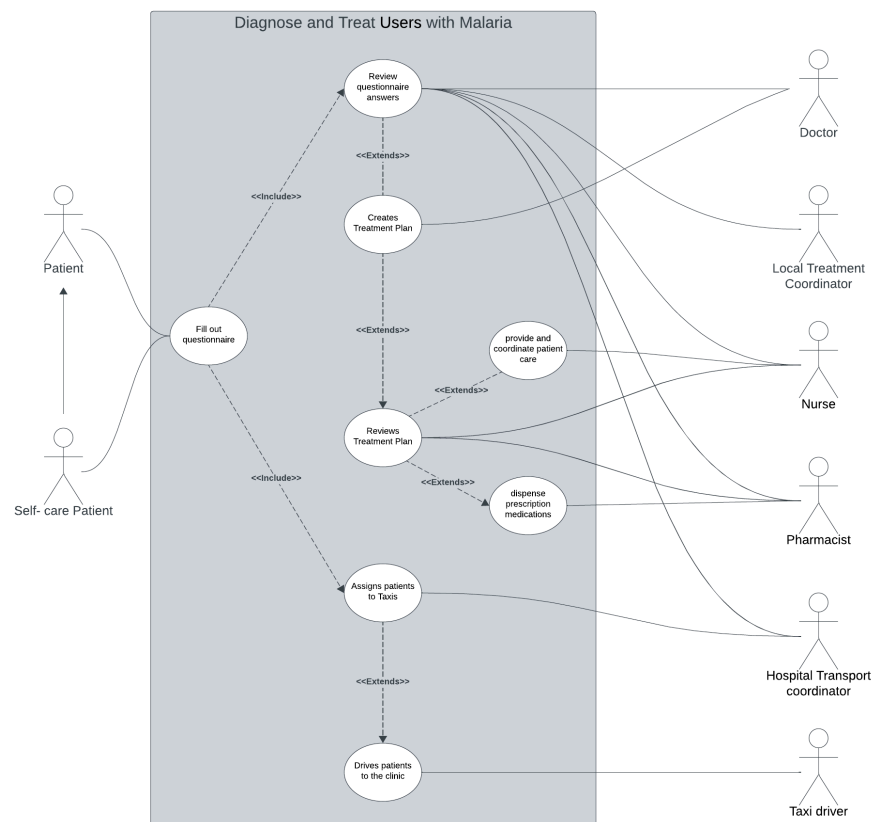 Diagnose and Treat Users with Malaria
Review
questionnaire
answers
Doctor
<<Extends>>
<<Include>>
Creates
Treatment Plan
Patient
Local Treatment
Coordinator
Fill out
questionnaire
<<Extends>>
provide and
coordinate patient
care
<<Extends>>
Nurse
Reviews
Treatment Plan
<<Include>>
<<Extends>>
dispense
prescription
medications
Self- care Patient
Pharmacist
Assigns patients
to Taxis
<<Extends>>
Hospital Transport
coordinator
Drives patients
to the clinic
Taxi driver